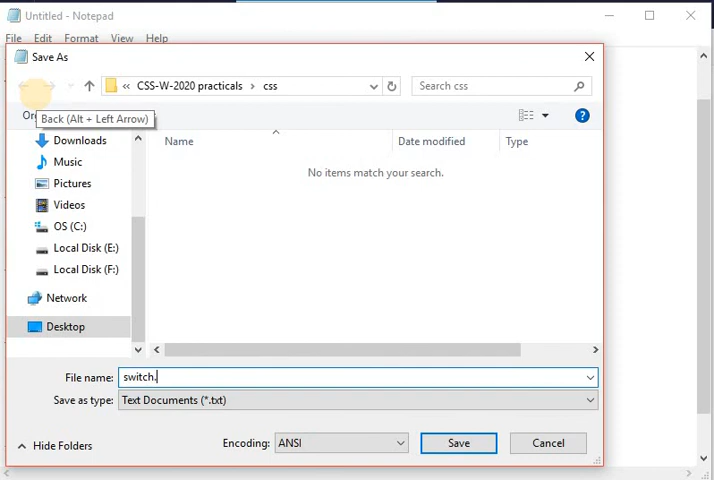 Untitled - Notepad
File Edit Format View Help
Save As
« CSS-W-2020 practicals > css
Search css
Back (Alt + Left Arrow)
Downloads
Music
Pictures
Videos
OS (C:)
Local Disk (E:)
Local Disk (F:)
Network
Desktop
Name Date modified Type
No items match your search.
File name: switch.
Save as type: Text Documents (*.txt)
Hide Folders
Encoding: ANSI
Save
Cancel